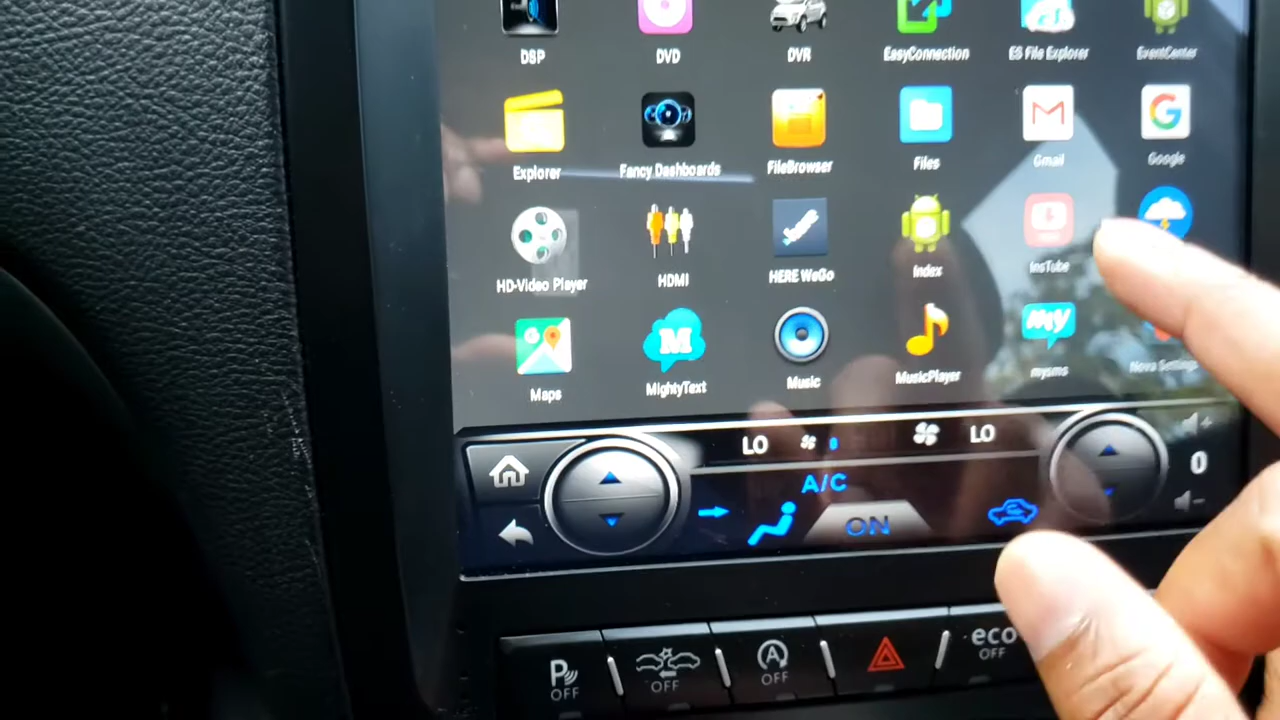 DBP DVD DVR EasyConnection ES File Explorer EventCenter
Explorer Fancy Dashboards FileBrowser Files Gmail Google
G
HD-Video Player HDMI HERE WeGo Index InsTube
Maps MightyText Music MusicPlayer mysms Nova Settings
M
my
LO LO
0
A/C
ON
P OFF
OFF
A OFF
eco OFF